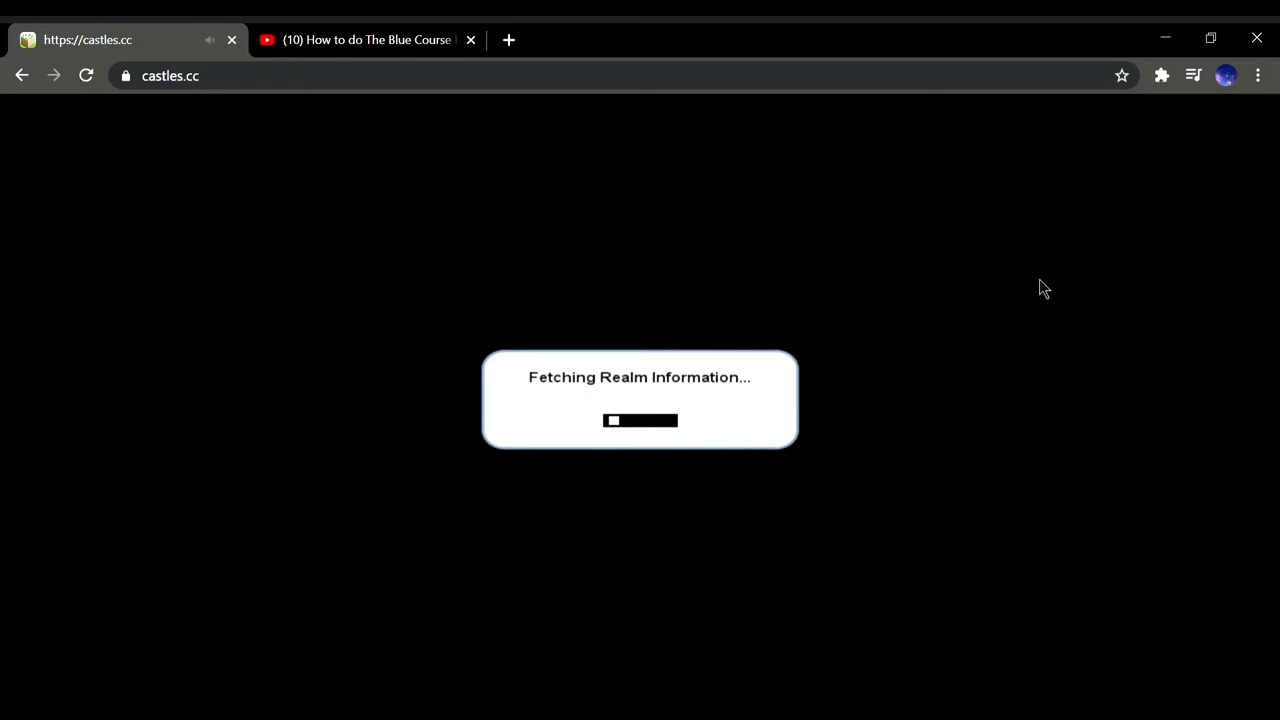 https://castles.cc
(10) How to do The Blue Course
castles.cc
Fetching Realm Information...